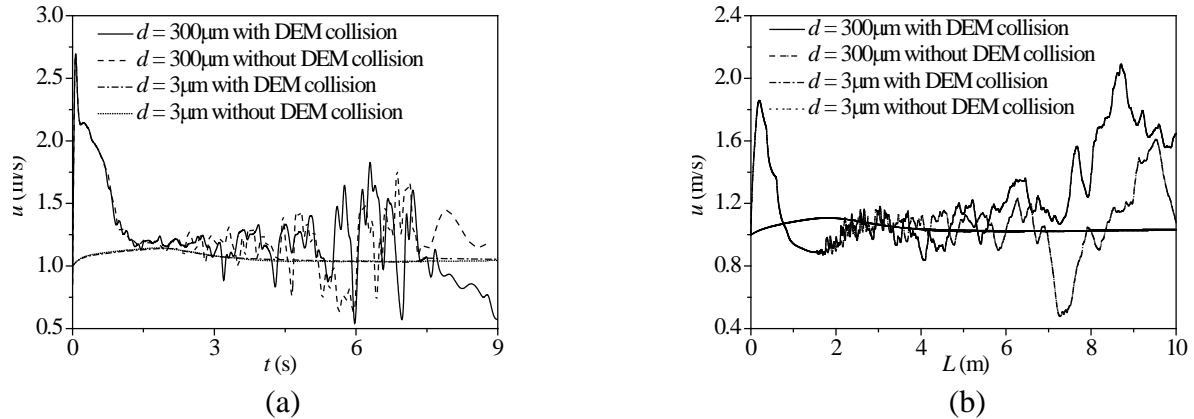 3.0
2.5
2.0
1.5
1.0
0.5
u (m/s)
d = 300μm with DEM collision
d = 300μm without DEM collision
d = 3μm with DEM collision
d = 3μm without DEM collision
0 3 6 9
t (s)
(a)
2.4
2.0
1.6
1.2
0.8
0.4
u (m/s)
d = 300μm with DEM collision
d = 300μm without DEM collision
d = 3μm with DEM collision
d = 3μm without DEM collision
0 2 4 6 8 10
L (m)
(b)